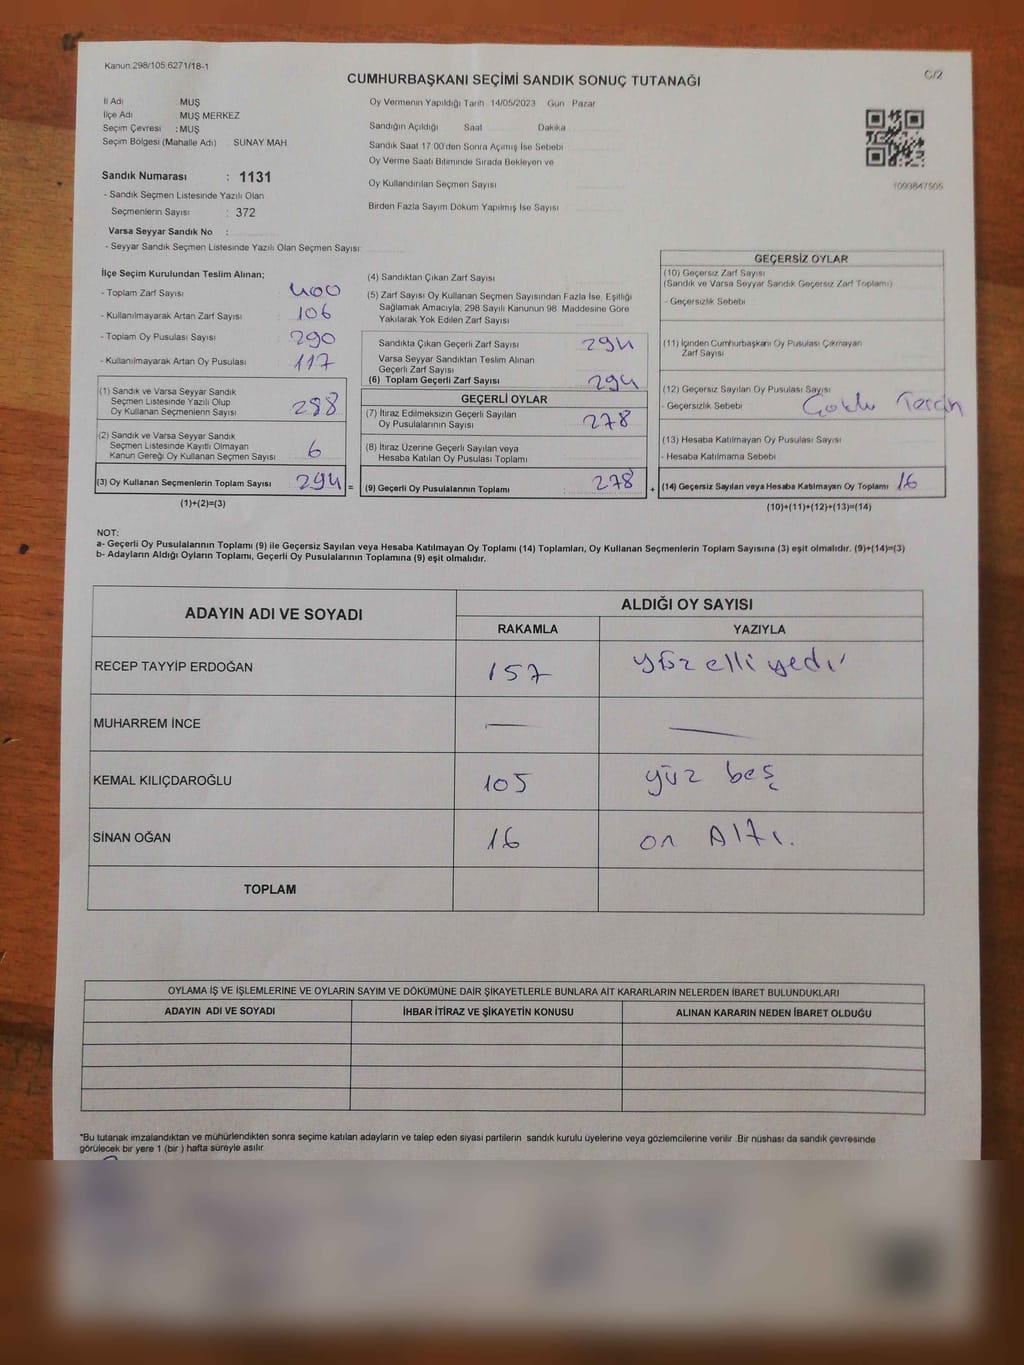 Kanun 298/105.6271/18-1
C/2
CUMHURBAŞKANI SEÇİMİ SANDIK SONUÇ TUTANAĞI
İl Adı : MUŞ
İlçe Adı MUŞ MERKEZ
Seçim Çevresi : MUŞ
Seçim Bölgesi (Mahalle Adı) . SUNAY MAH.
Sandık Numarası : 1131
- Sandık Seçmen Listesinde Yazılı Olan
Seçmenlerin Sayısı : 372
Varsa Seyyar Sandık No :
- Seyyar Sandık Seçmen Listesinde Yazılı Olan Seçmen Sayısı:
Oy Vermenin Yapıldığı Tarih 14/05/2023 Gün Pazar
Sandığın Açıldığı Saat Dakika
Sandık Saat 17.00'den Sonra Açımış İse Sebebi
Oy Verme Saati Bitiminde Sırada Bekleyen ve
Oy Kullandırılan Seçmen Sayısı
Birden Fazla Sayım Döküm Yapılmış İse Sayısı
1093847505
İlçe Seçim Kurulundan Teslim Alınan;
- Toplam Zarf Sayısı 400
- Kullanılmayarak Artan Zarf Sayısı 106
- Toplam Oy Pusulası Sayısı 290
- Kullanılmayarak Artan Oy Pusulası 117
(1) Sandık ve Varsa Seyyar Sandık
Seçmen Listesinde Yazılı Olup
Oy Kullanan Seçmenlerin Sayısı 288
(2) Sandık ve Varsa Seyyar Sandık
Seçmen Listesinde Kayıtlı Olmayan
Kanun Gereği Oy Kullanan Seçmen Sayısı 6
(3) Oy Kullanan Seçmenlerin Toplam Sayısı 294 =
(1)+(2)=(3)
(4) Sandıktan Çıkan Zarf Sayısı
(5) Zarf Sayısı Oy Kullanan Seçmen Sayısından Fazla İse, Eşitliği
Sağlamak Amacıyla, 298 Sayılı Kanunun 98. Maddesine Göre
Yakılarak Yok Edilen Zarf Sayısı
Sandıkta Çıkan Geçerli Zarf Sayısı 294
Varsa Seyyar Sandıktan Teslim Alınan
Geçerli Zarf Sayısı
(6) Toplam Geçerli Zarf Sayısı 294
GEÇERLİ OYLAR
(7) İtiraz Edilmeksizin Geçerli Sayılan
Oy Pusulalarının Sayısı 278
(8) İtiraz Üzerine Geçerli Sayılan veya
Hesaba Katılan Oy Pusulası Toplamı
(9) Geçerli Oy Pusulalarının Toplamı 278 +
GEÇERSİZ OYLAR
(10) Geçersiz Zarf Sayısı
(Sandık ve Varsa Seyyar Sandık Geçersiz Zarf Toplamı)
- Geçersizlik Sebebi
(11) İçinden Cumhurbaşkanı Oy Pusulası Çıkmayan
Zarf Sayısı
(12) Geçersiz Sayılan Oy Pusulası Sayısı
- Geçersizlik Sebebi Çoklu Tercih
(13) Hesaba Katılmayan Oy Pusulası Sayısı
- Hesaba Katılmama Sebebi
(14) Geçersiz Sayılan veya Hesaba Katılmayan Oy Toplamı 16
(10)+(11)+(12)+(13)=(14)
NOT:
a- Geçerli Oy Pusulalarının Toplamı (9) ile Geçersiz Sayılan veya Hesaba Katılmayan Oy Toplamı (14) Toplamları, Oy Kullanan Seçmenlerin Toplam Sayısına (3) eşit olmalıdır. (9)+(14)=(3)
b- Adayların Aldığı Oyların Toplamı, Geçerli Oy Pusulalarının Toplamına (9) eşit olmalıdır.
ADAYIN ADI VE SOYADI ALDIĞI OY SAYISI
RAKAMLA YAZIYLA
RECEP TAYYİP ERDOĞAN 157 yüz elli yedi
MUHARREM İNCE — —
KEMAL KILIÇDAROĞLU 105 yüz beş
SİNAN OĞAN 16 on Altı.
TOPLAM
OYLAMA İŞ VE İŞLEMLERİNE VE OYLARIN SAYIM VE DÖKÜMÜNE DAİR ŞİKAYETLERLE BUNLARA AİT KARARLARIN NELERDEN İBARET BULUNDUKLARI
ADAYIN ADI VE SOYADI İHBAR İTİRAZ VE ŞİKAYETİN KONUSU ALINAN KARARIN NEDEN İBARET OLDUĞU
*Bu tutanak imzalandıktan ve mühürlendikten sonra seçime katılan adayların ve talep eden siyasi partilerin sandık kurulu üyelerine veya gözlemcilerine verilir. Bir nüshası da sandık çevresinde
görülecek bir yere 1 (bir ) hafta süreyle asılır.